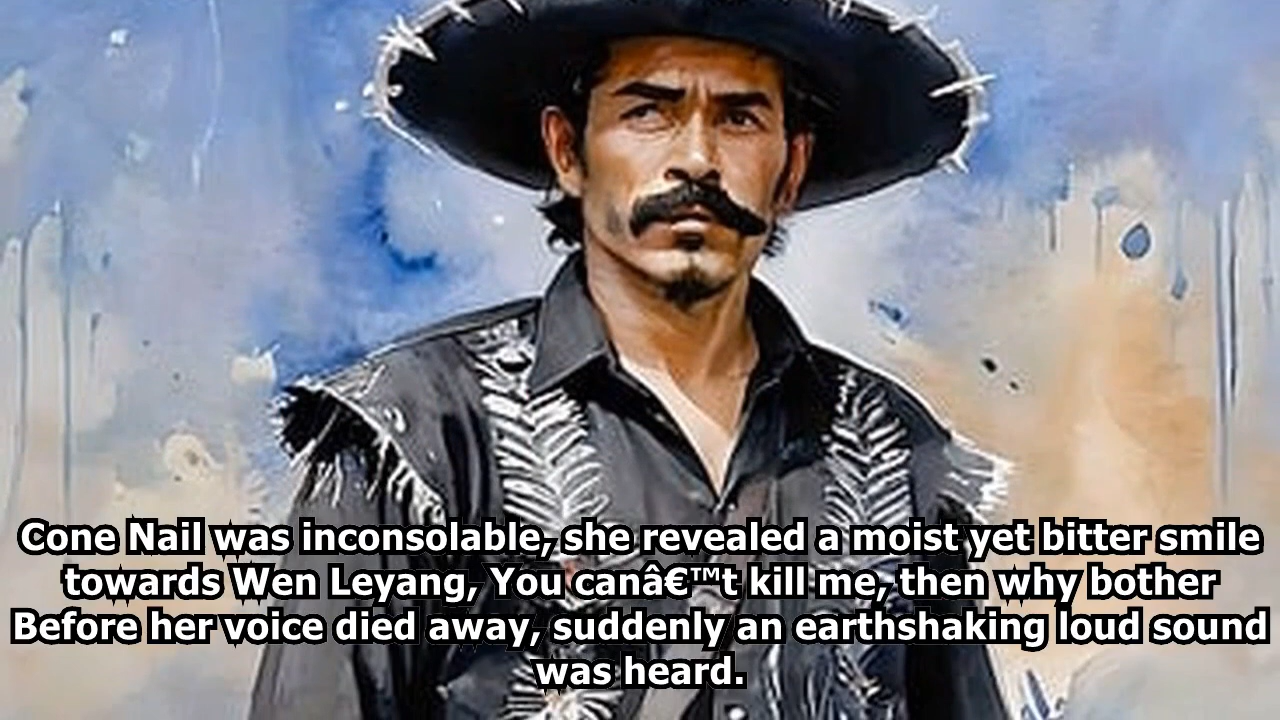 Cone Nail was inconsolable, she revealed a moist yet bitter smile
towards Wen Leyang, You canâ€™t kill me, then why bother
Before her voice died away, suddenly an earthshaking loud sound
was heard.